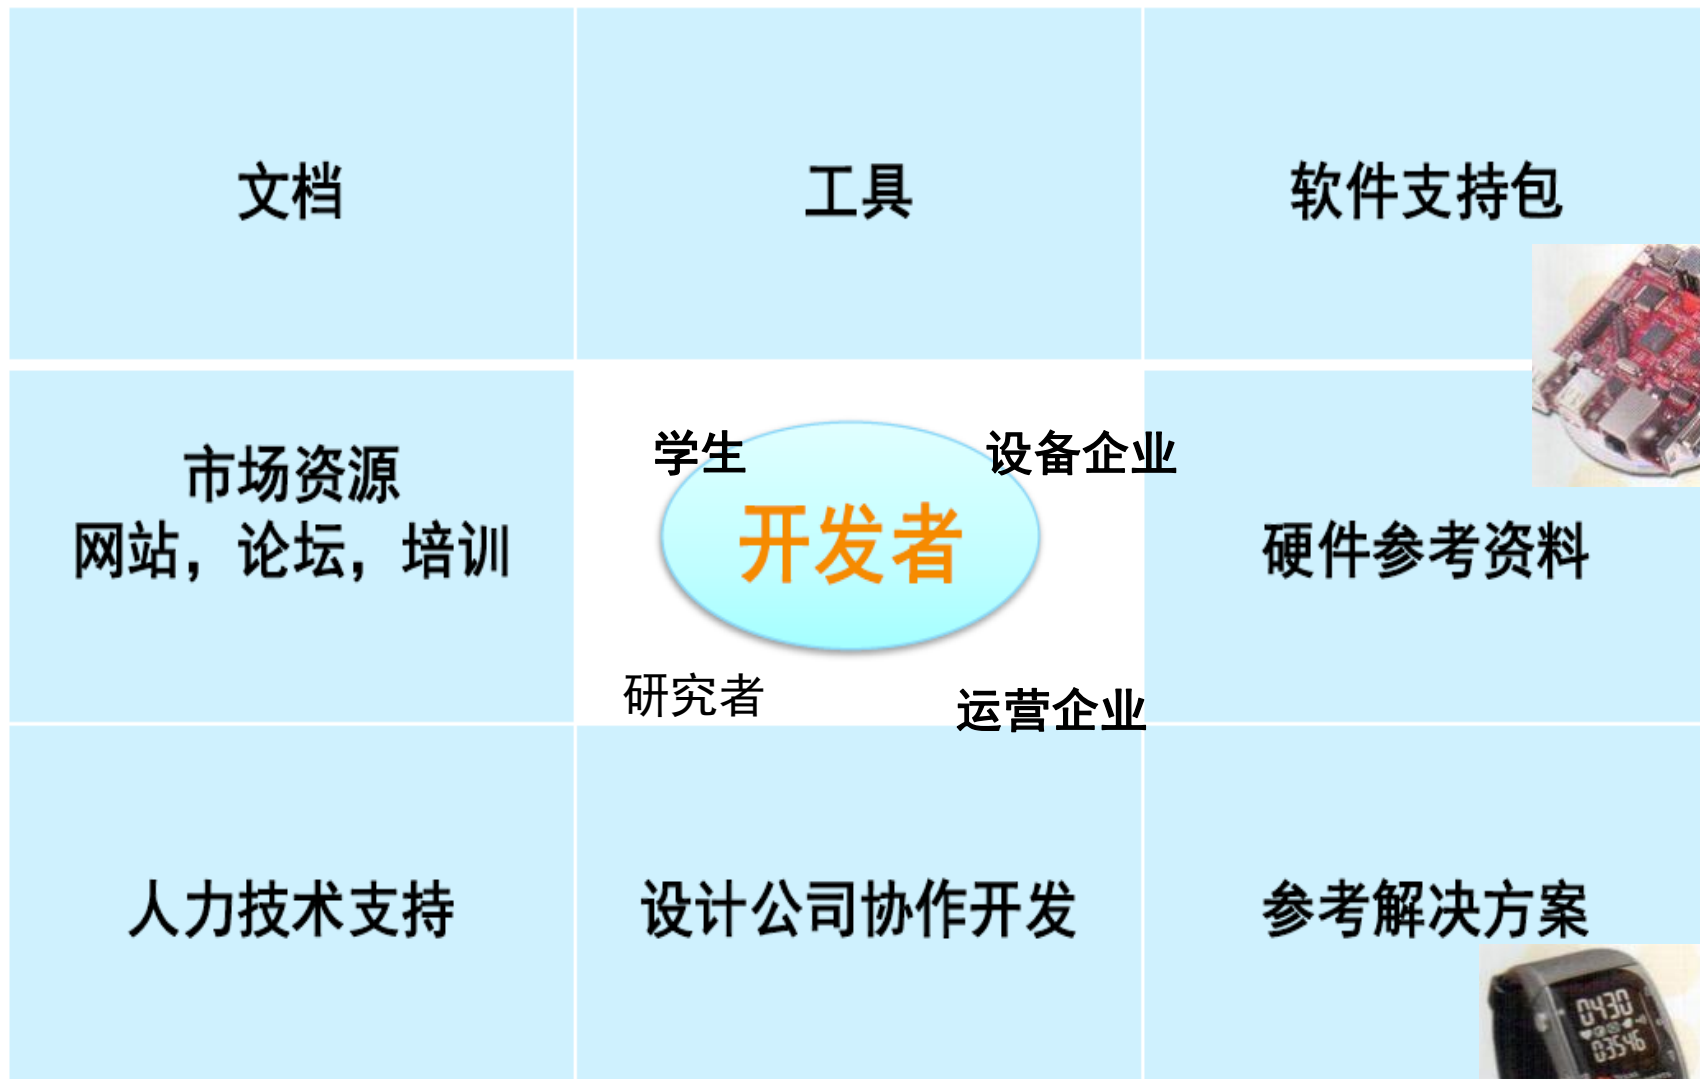 文档
工具
软件支持包
市场资源
网站，论坛，培训
学生
设备企业
开发者
研究者
运营企业
硬件参考资料
人力技术支持
设计公司协作开发
参考解决方案
0430
03546